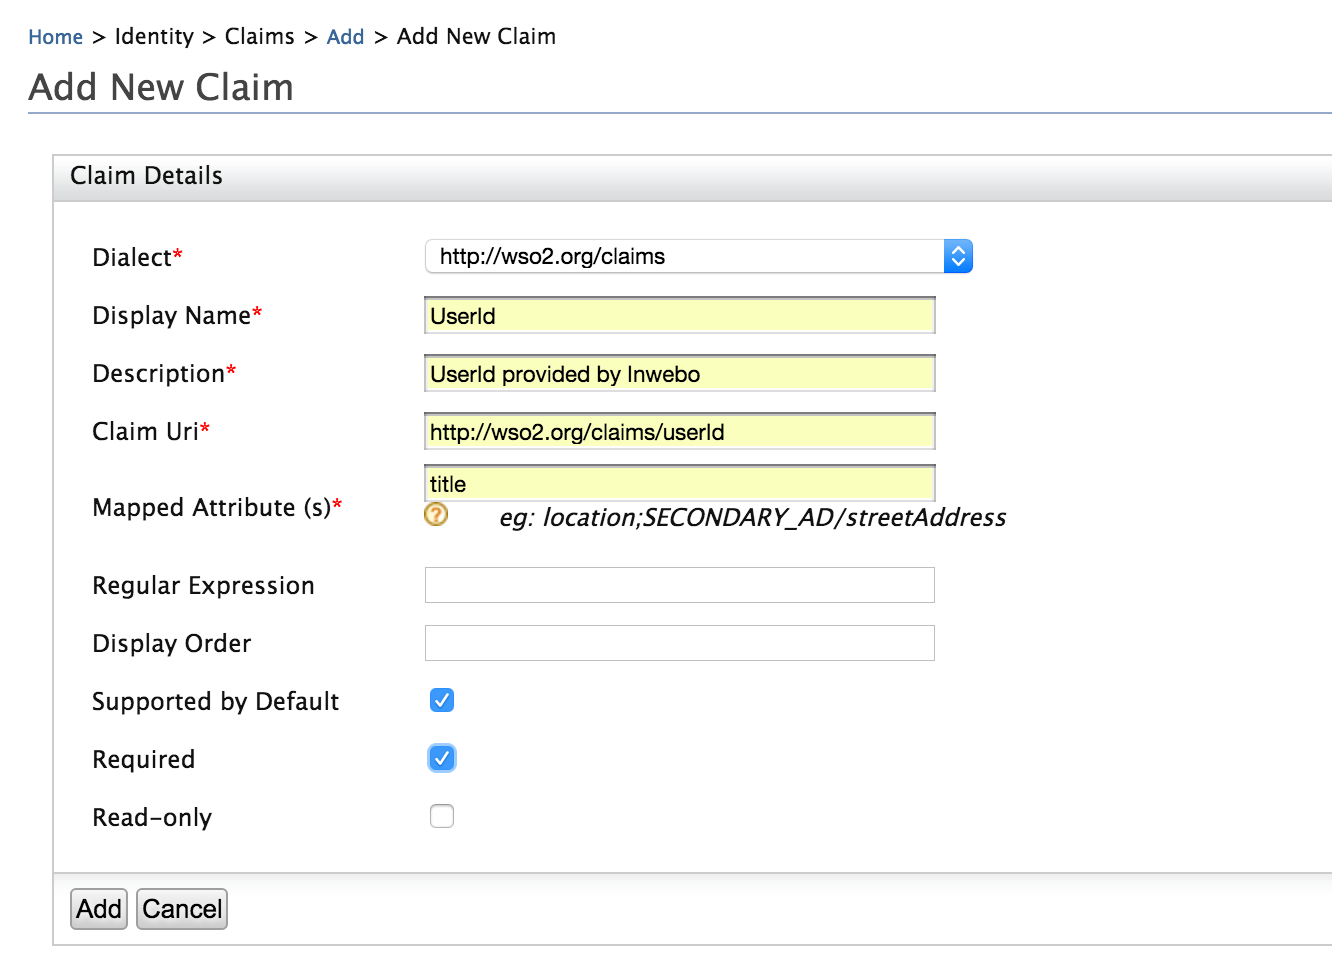 Home > Identity > Claims > Add > Add New Claim
Add New Claim
Claim Details
Dialect* http://wso2.org/claims
Display Name* UserId
Description* UserId provided by Inwebo
Claim Uri* http://wso2.org/claims/userId
Mapped Attribute (s)* title
? eg: location;SECONDARY_AD/streetAddress
Regular Expression
Display Order
Supported by Default
Required
Read-only
Add Cancel